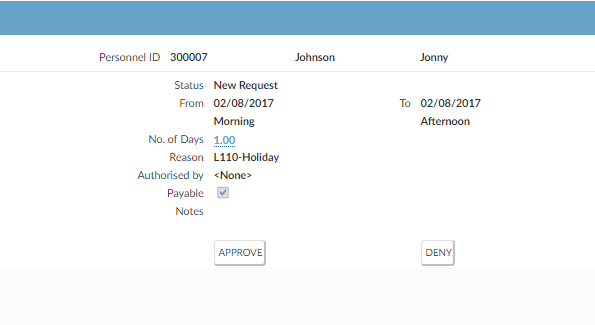 Personnel ID 300007 Johnson Jonny
Status New Request
From 02/08/2017 To 02/08/2017
Morning Afternoon
No. of Days 1.00
Reason L110-Holiday
Authorised by <None>
Payable
Notes
APPROVE DENY